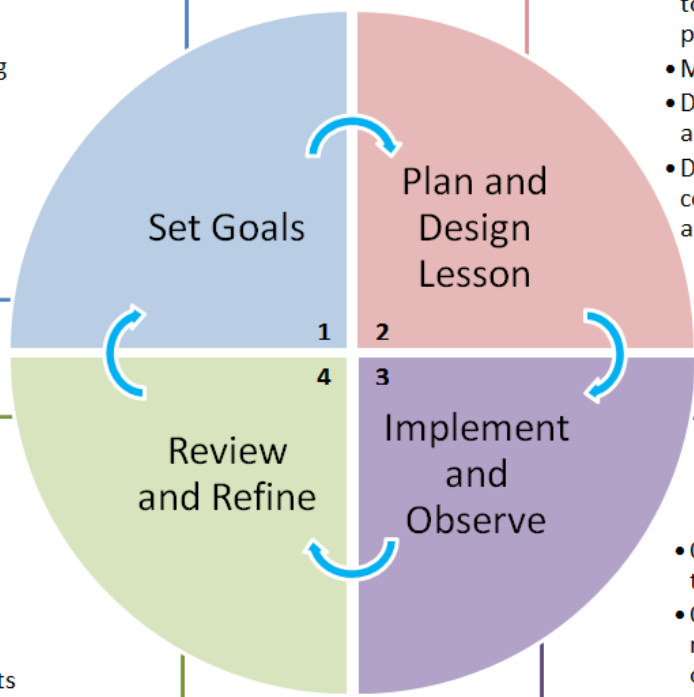 Set Goals
1
Plan and
Design
Lesson
2
3
Implement
and
Observe
4
Review
and Refine